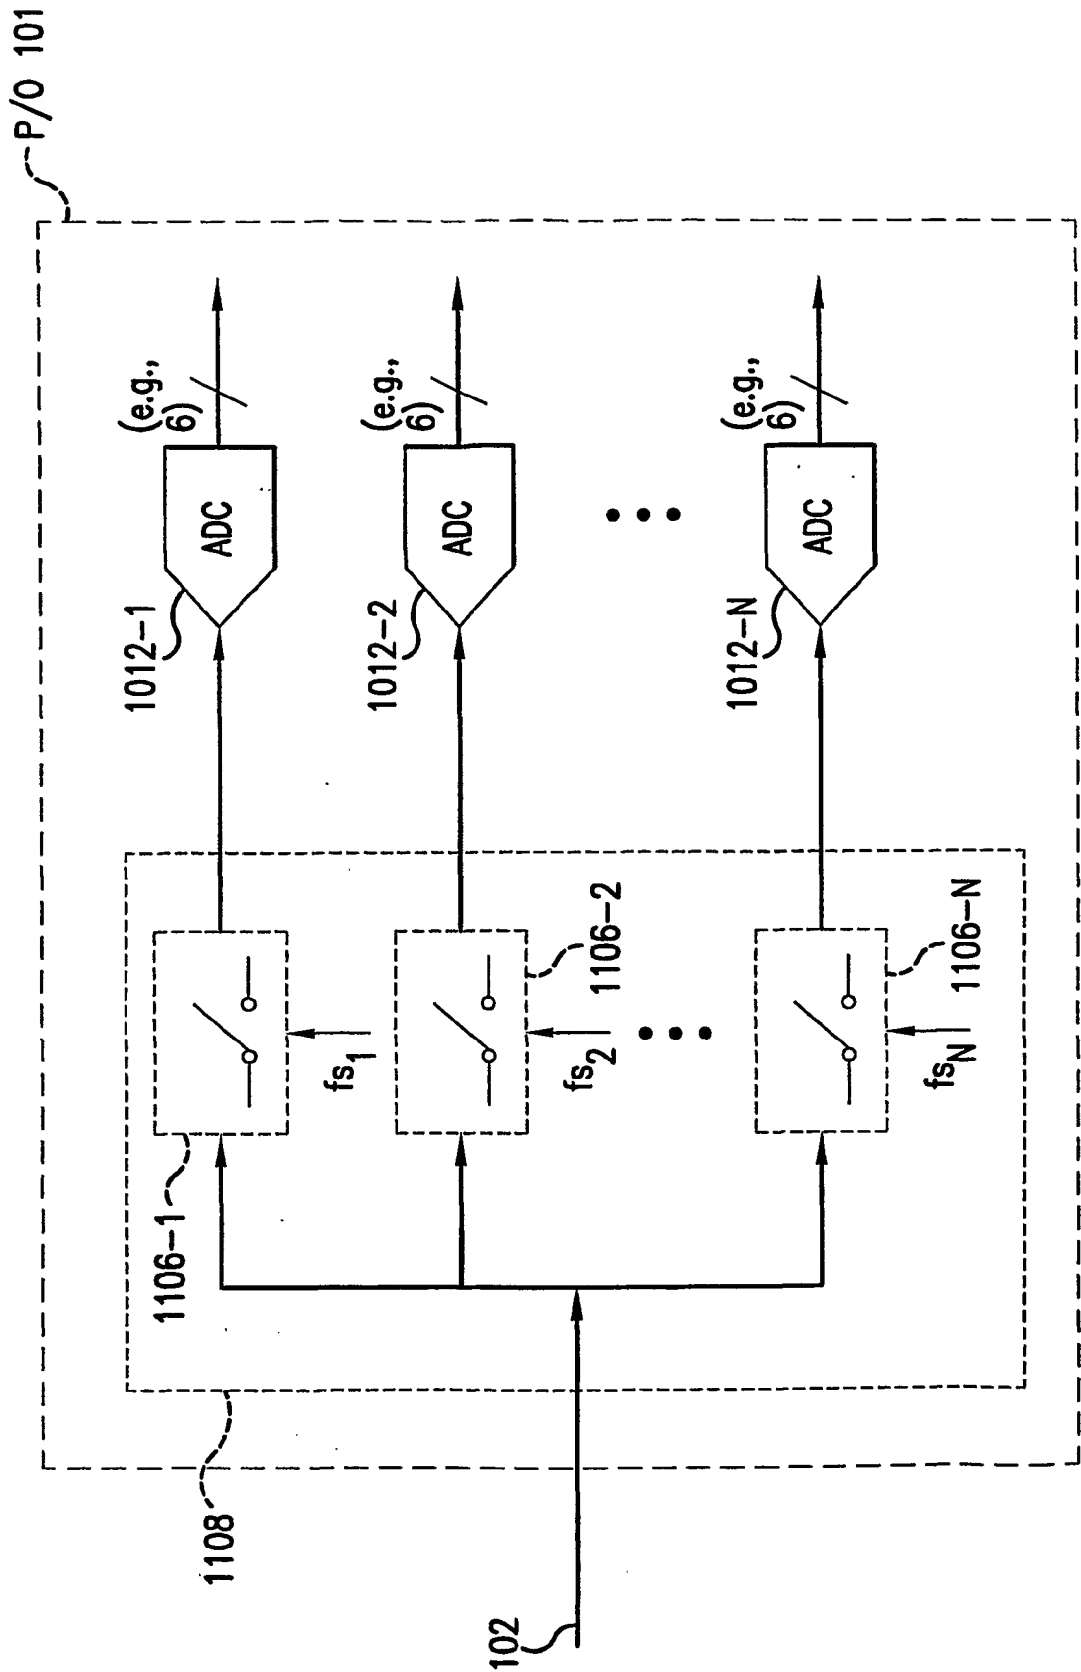 P/O 101
(e.g.,
6)
ADC
1012-1
(e.g.,
6)
ADC
1012-2
(e.g.,
6)
ADC
1012-N
1106-1
fs1
1106-2
fs2
1106-N
fsN
1108
102